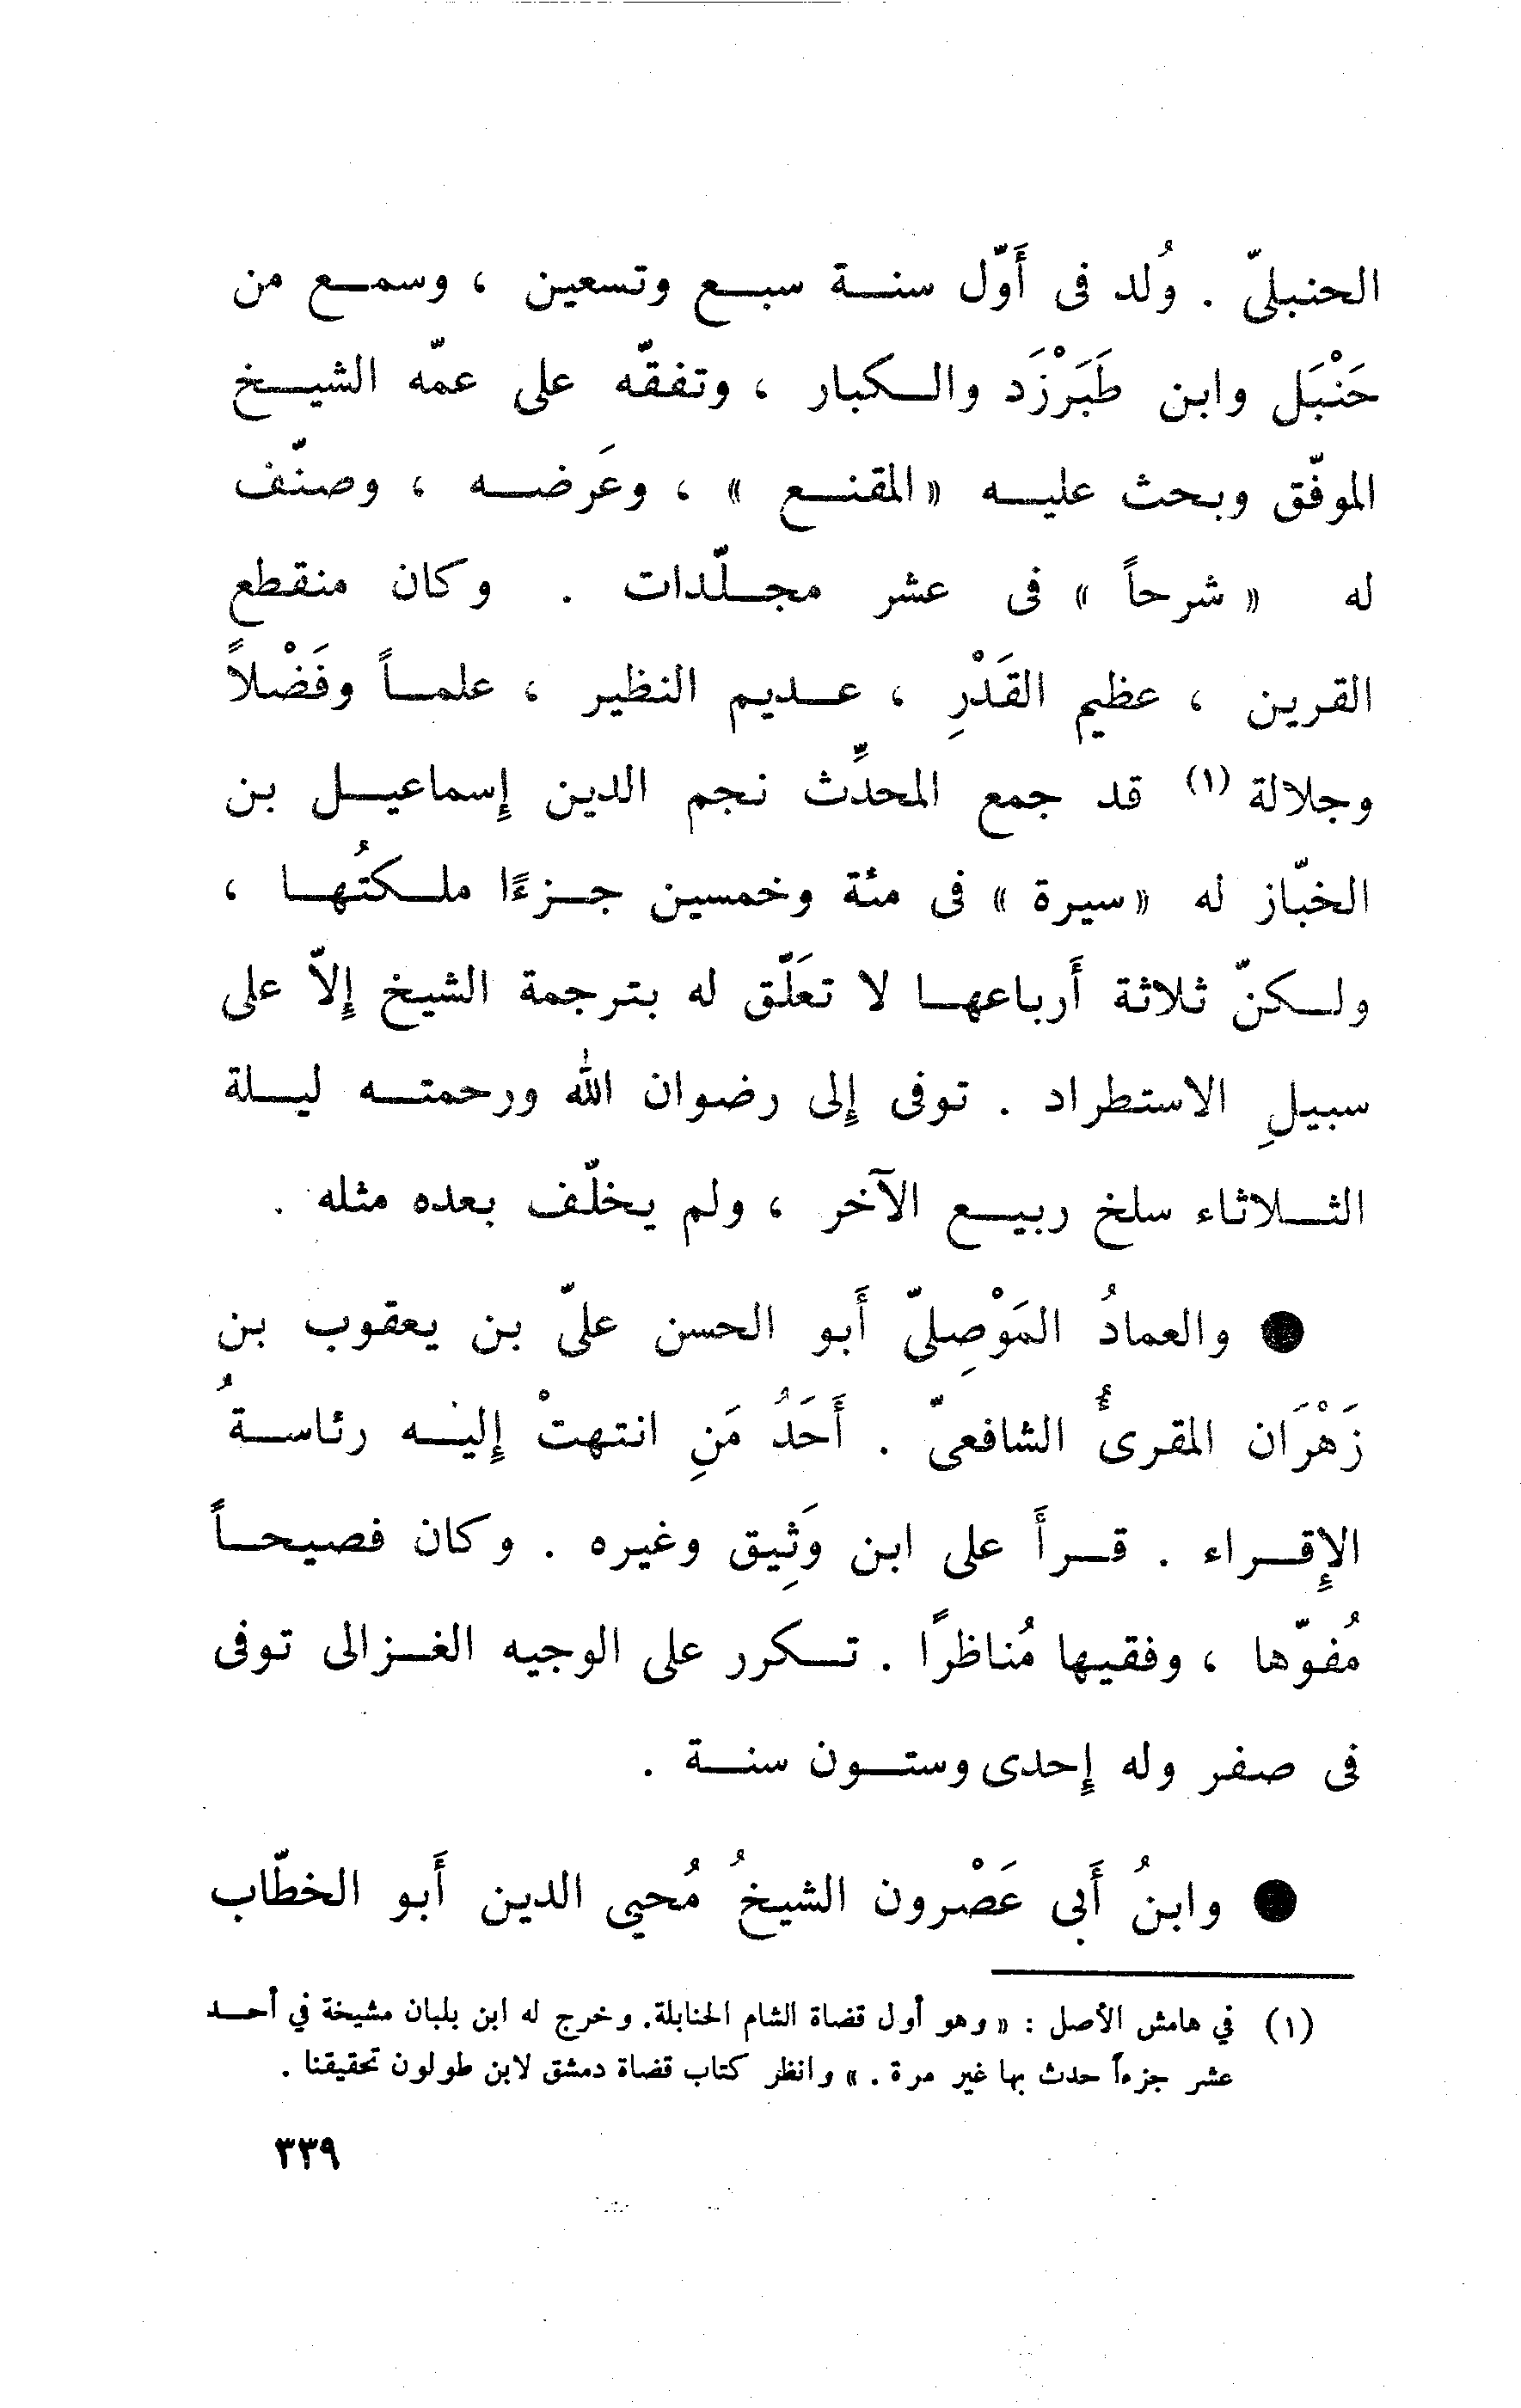 الحنبليّ . وُلد فى أَوّل سنة سبع وتسعين ، وسمع من
حَنْبَل وابن طَبَرْزَد والكبار ، وتفقّه على عمّه الشيخ
الموفّق وبحث عليه «المقنع » ، وعَرضه ، وصنّف
له « شرحاً » فى عشر مجلّدات . وكان منقطع
القرين ، عظيم القَدْرِ ، عديم النظير ، علماً وفَضْلاً
وجلالة (١) قد جمع المحدِّث نجم الدين إسماعيل بن
الخبّاز له «سيرة » فى مئة وخمسين جزءًا ملكتُها ،
ولكنّ ثلاثة أَرباعها لا تعَلّق له بترجمة الشيخ إلاّ على
سبيلِ الاستطراد . توفى إلى رضوان الله ورحمته ليلة
الثلاثاء سلخ ربيع الآخر ، ولم يخلّف بعده مثله .
● والعمادُ المَوْصِليّ أَبو الحسن عليّ بن يعقوب بن
زَهْرَان المقرىُٔ الشافعىّ . أَحَدُ مَنِ انتهتْ إليه رئاسةُ
الإِقراء . قرأَ على ابن وَثِيق وغيره . وكان فصيحاً
مُفوّها ، وفقيها مُناظرًا . تكرر على الوجيه الغزالى توفى
فى صفر وله إحدى وستون سنة .
● وابنُ أَبى عَصْرون الشيخُ مُحيي الدين أَبو الخطّاب
(١) في هامش الأصل : « وهو أول قضاة الشام الحنابلة. وخرج له ابن بلبان مشيخة في أحد
عشر جزءاً حدث بها غير مرة . » وانظر كتاب قضاة دمشق لابن طولون تحقيقنا .
٣٣٩